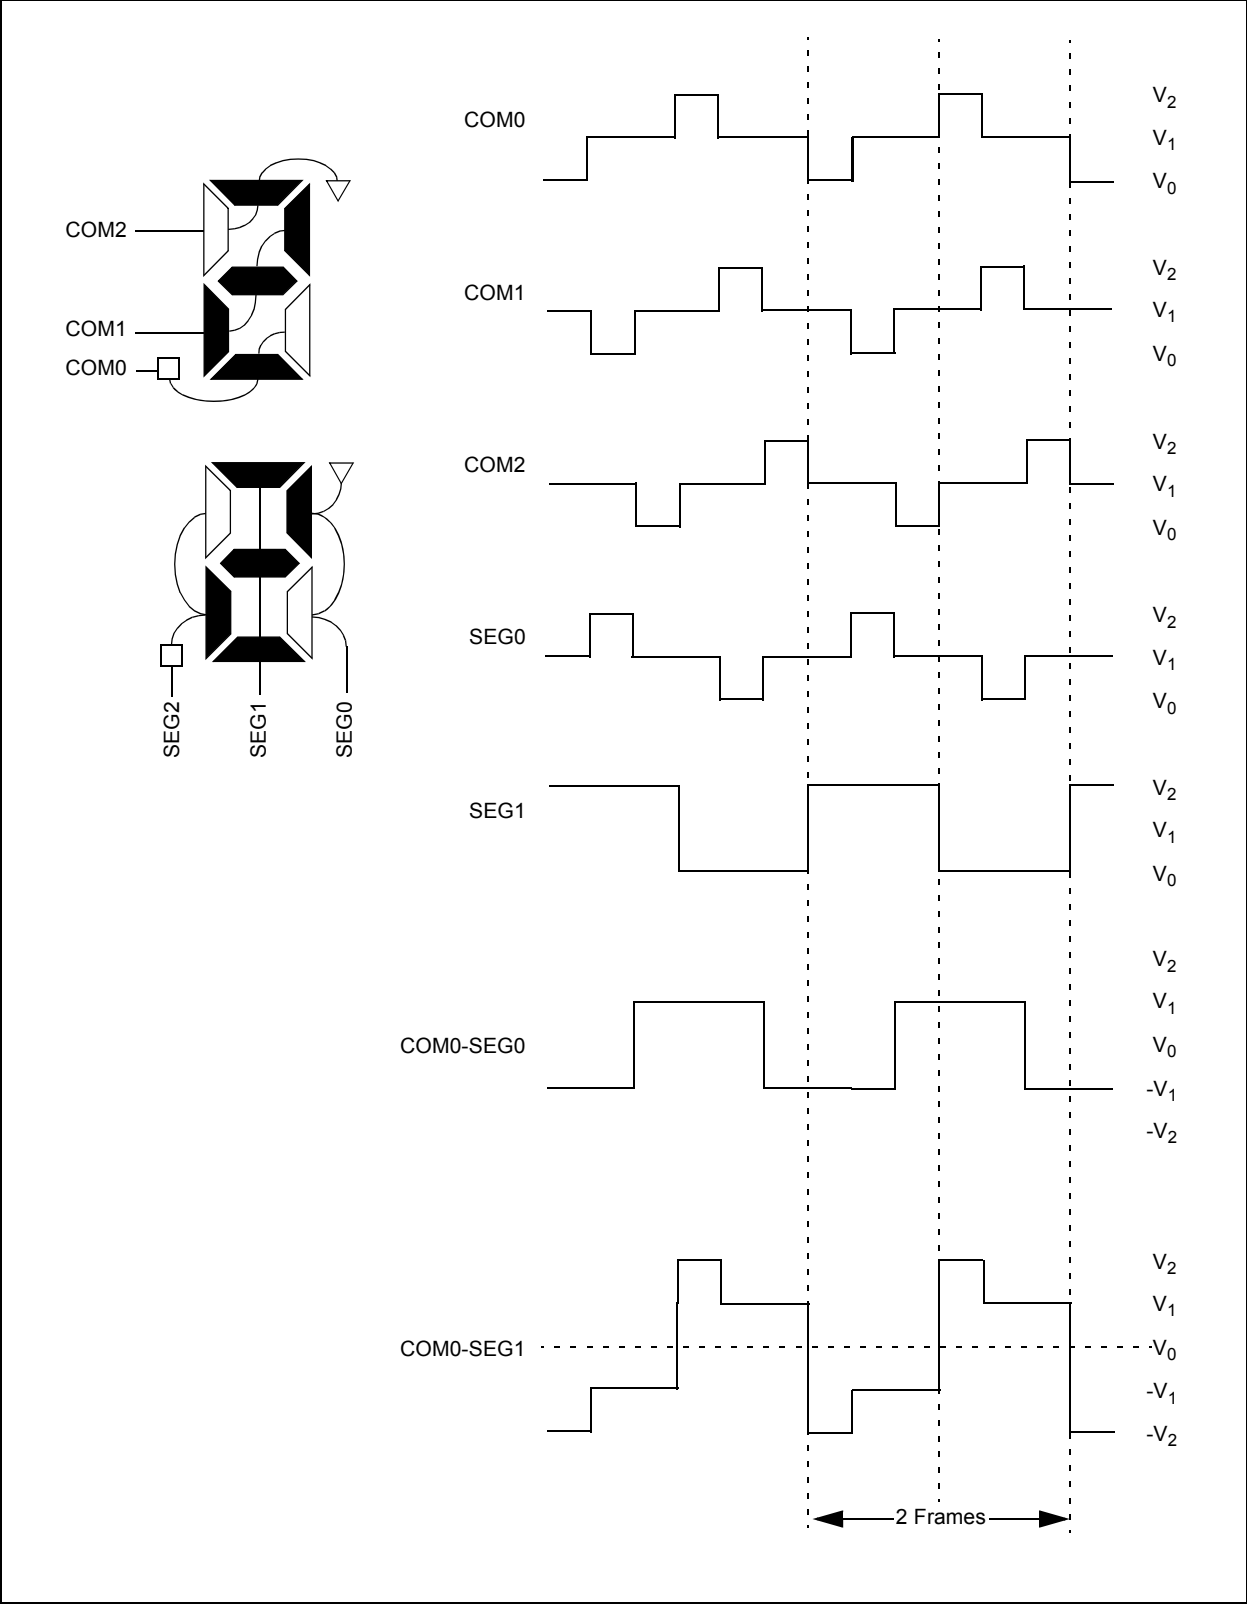 COM2
COM1
COM0
SEG2
SEG1
SEG0
COM0
V2
V1
V0
COM1
V2
V1
V0
COM2
V2
V1
V0
SEG0
V2
V1
V0
SEG1
V2
V1
V0
COM0-SEG0
V2
V1
V0
-V1
-V2
COM0-SEG1
V2
V1
V0
-V1
-V2
2 Frames